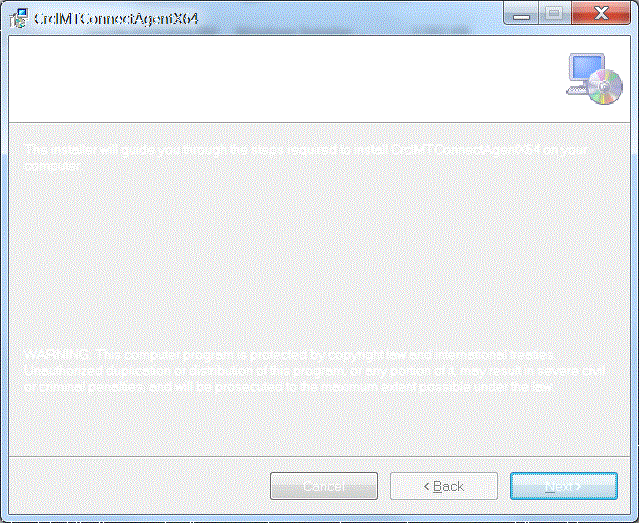 CrclMTConnectAgentX64
The installer will guide you through the steps required to install CrclMTConnectAgentX64 on your
computer.
WARNING: This computer program is protected by copyright law and international treaties.
Unauthorized duplication or distribution of this program, or any portion of it, may result in severe civil
or criminal penalties, and will be prosecuted to the maximum extent possible under the law.
Cancel
< Back
Next >